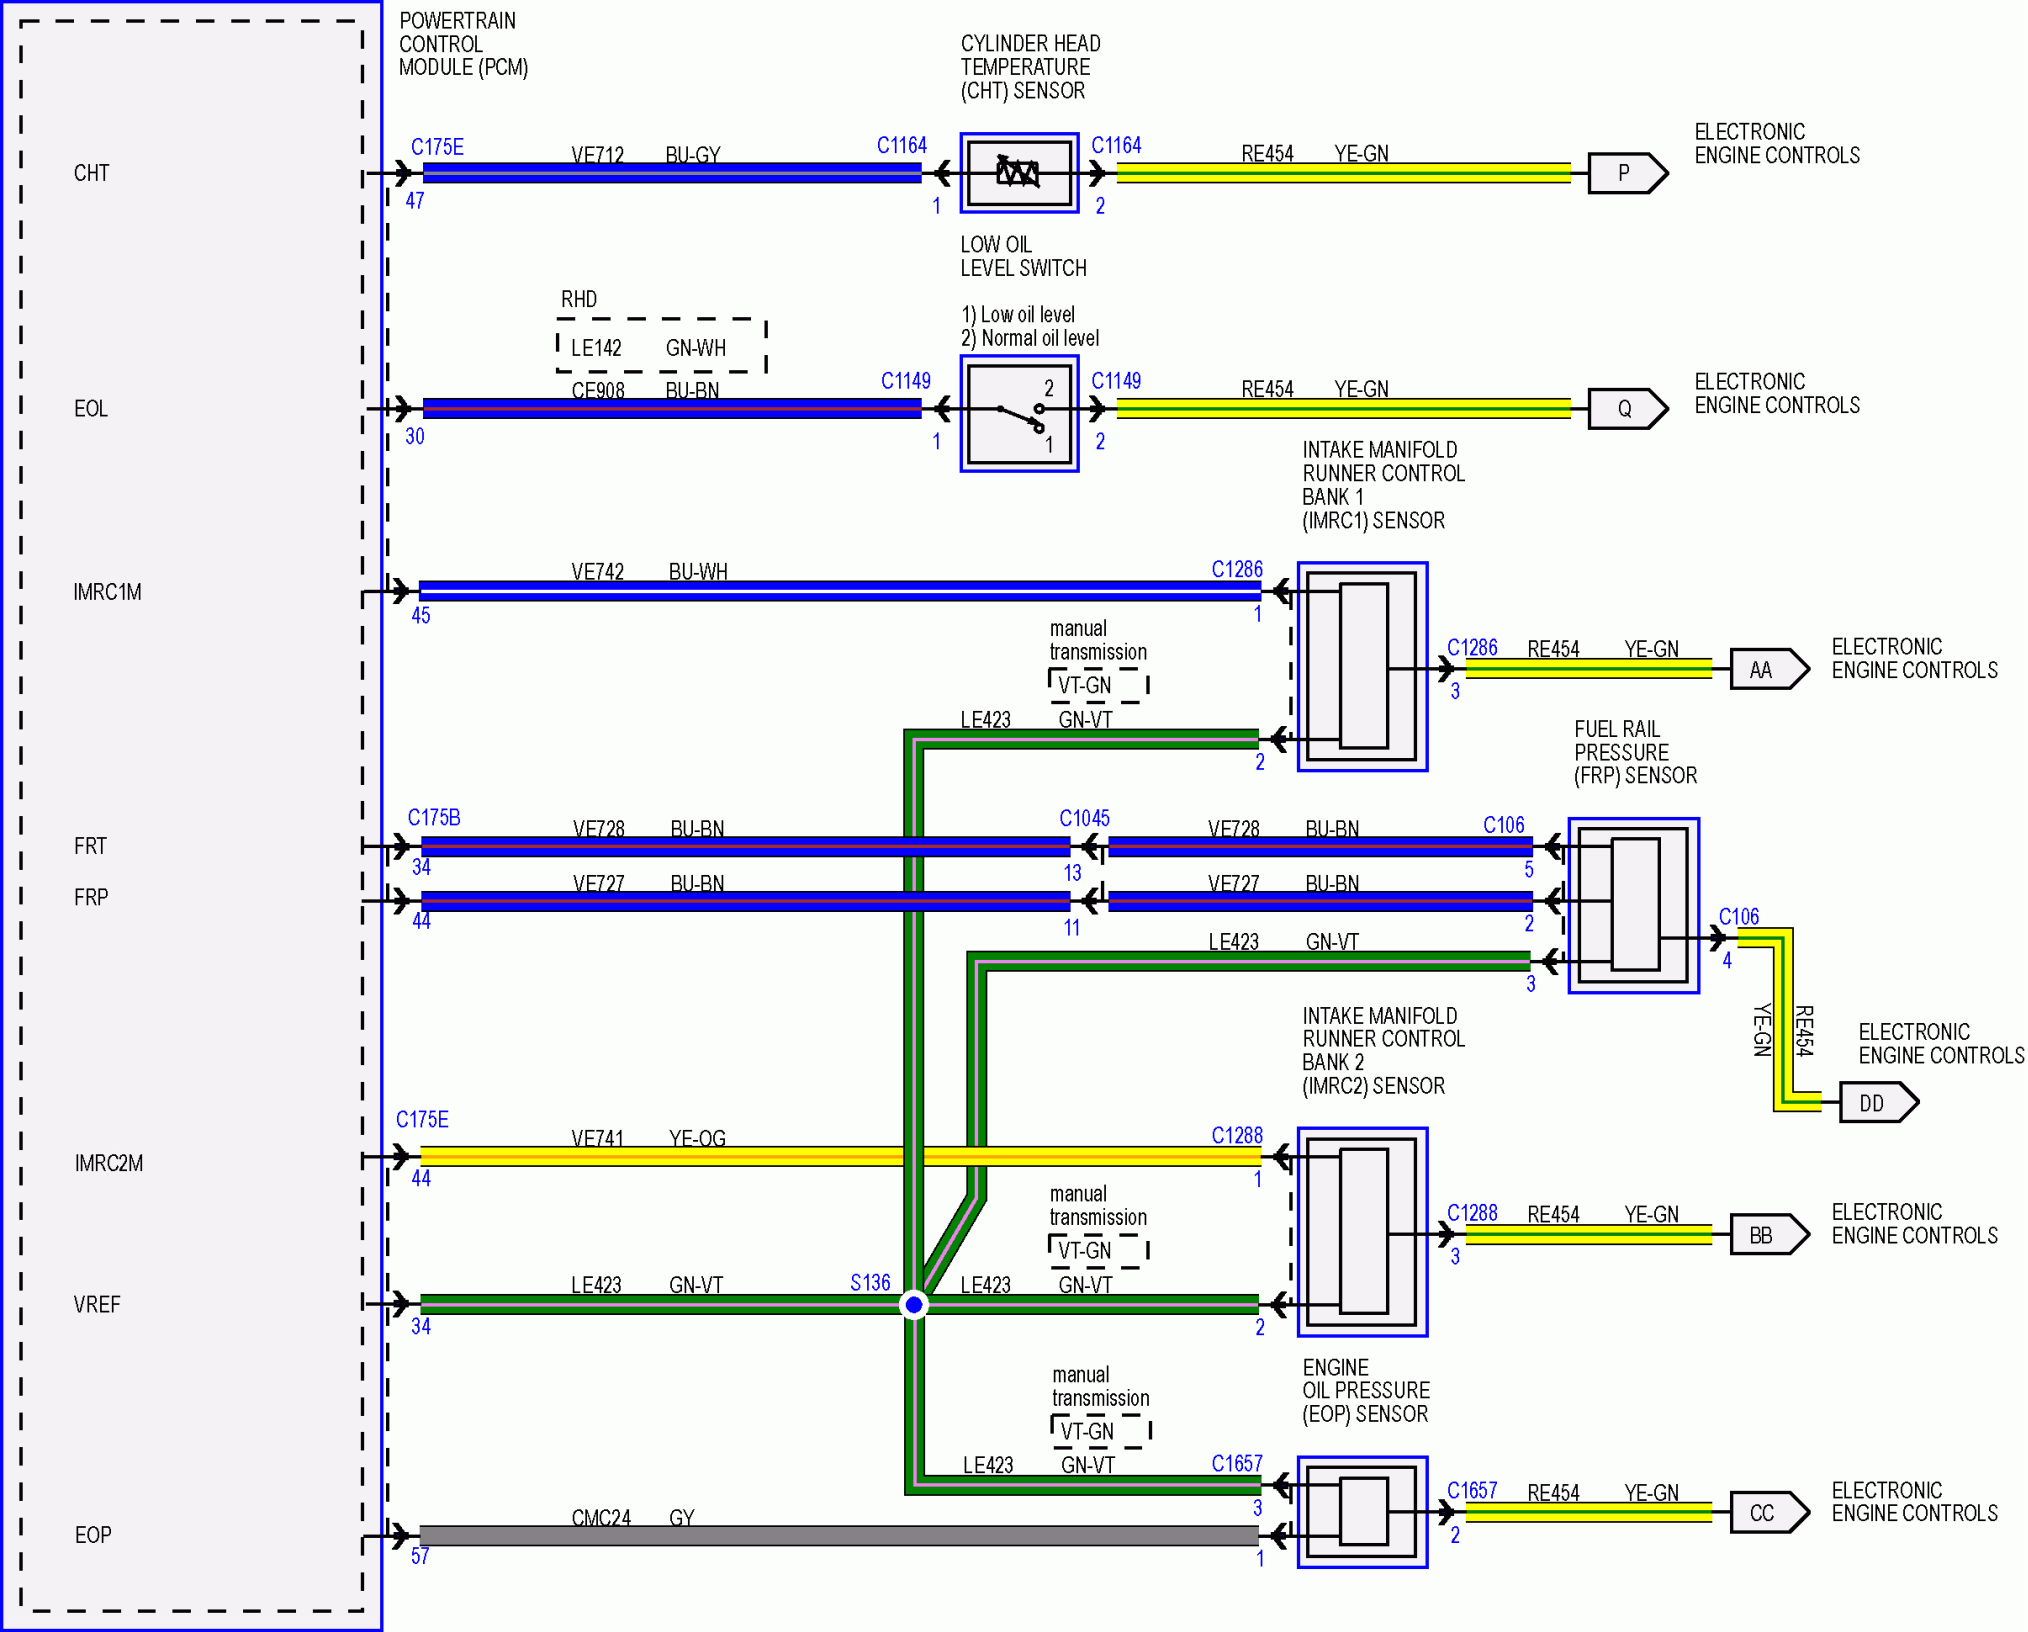 POWERTRAIN
CONTROL
MODULE (PCM)
CYLINDER HEAD
TEMPERATURE
(CHT) SENSOR
ELECTRONIC
ENGINE CONTROLS
CHT
C175E
47
VE712 BU-GY
C1164
1
C1164
2
RE454 YE-GN
P
LOW OIL
LEVEL SWITCH
1) Low oil level
2) Normal oil level
RHD
LE142 GN-WH
EOL
C175E
30
CE908 BU-BN
C1149
1
2
1
C1149
2
RE454 YE-GN
Q
ELECTRONIC
ENGINE CONTROLS
INTAKE MANIFOLD
RUNNER CONTROL
BANK 1
(IMRC1) SENSOR
IMRC1M
45
VE742 BU-WH
C1286
1
manual
transmission
VT-GN
LE423 GN-VT
2
C1286
3
RE454 YE-GN
AA
ELECTRONIC
ENGINE CONTROLS
FUEL RAIL
PRESSURE
(FRP) SENSOR
FRT
C175B
34
VE728 BU-BN
C1045
13
VE728 BU-BN
C106
5
FRP
44
VE727 BU-BN
11
VE727 BU-BN
2
LE423 GN-VT
3
C106
4
RE454
YE-GN
ELECTRONIC
ENGINE CONTROLS
DD
INTAKE MANIFOLD
RUNNER CONTROL
BANK 2
(IMRC2) SENSOR
IMRC2M
C175E
44
VE741 YE-OG
C1288
1
manual
transmission
VT-GN
C1288
3
RE454 YE-GN
BB
ELECTRONIC
ENGINE CONTROLS
VREF
34
LE423 GN-VT
S136
LE423 GN-VT
2
ENGINE
OIL PRESSURE
(EOP) SENSOR
manual
transmission
VT-GN
LE423 GN-VT
C1657
3
C1657
2
RE454 YE-GN
CC
ELECTRONIC
ENGINE CONTROLS
EOP
57
CMC24 GY
1